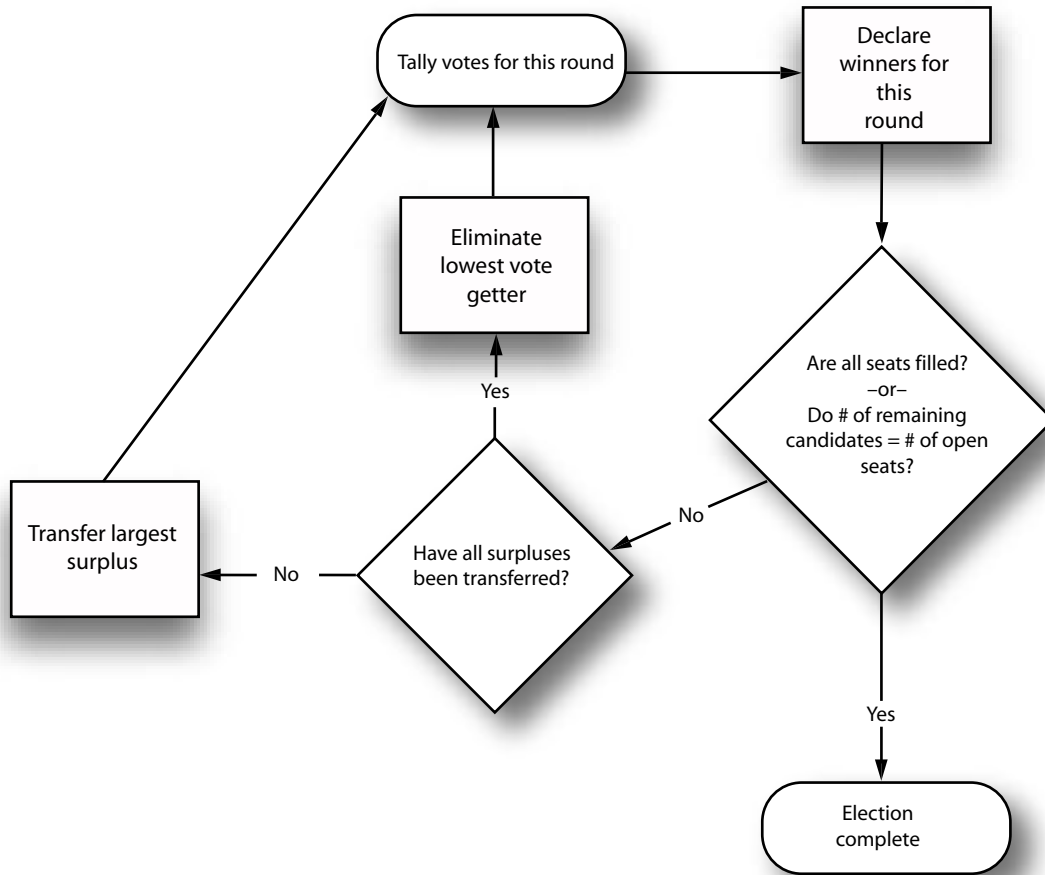 Tally votes for this round
Declare
winners for
this
round
Eliminate
lowest vote
getter
Are all seats filled?
–or–
Do # of remaining
candidates = # of open
seats?
Yes
No
Have all surpluses
been transferred?
No
Transfer largest
surplus
Yes
Election
complete